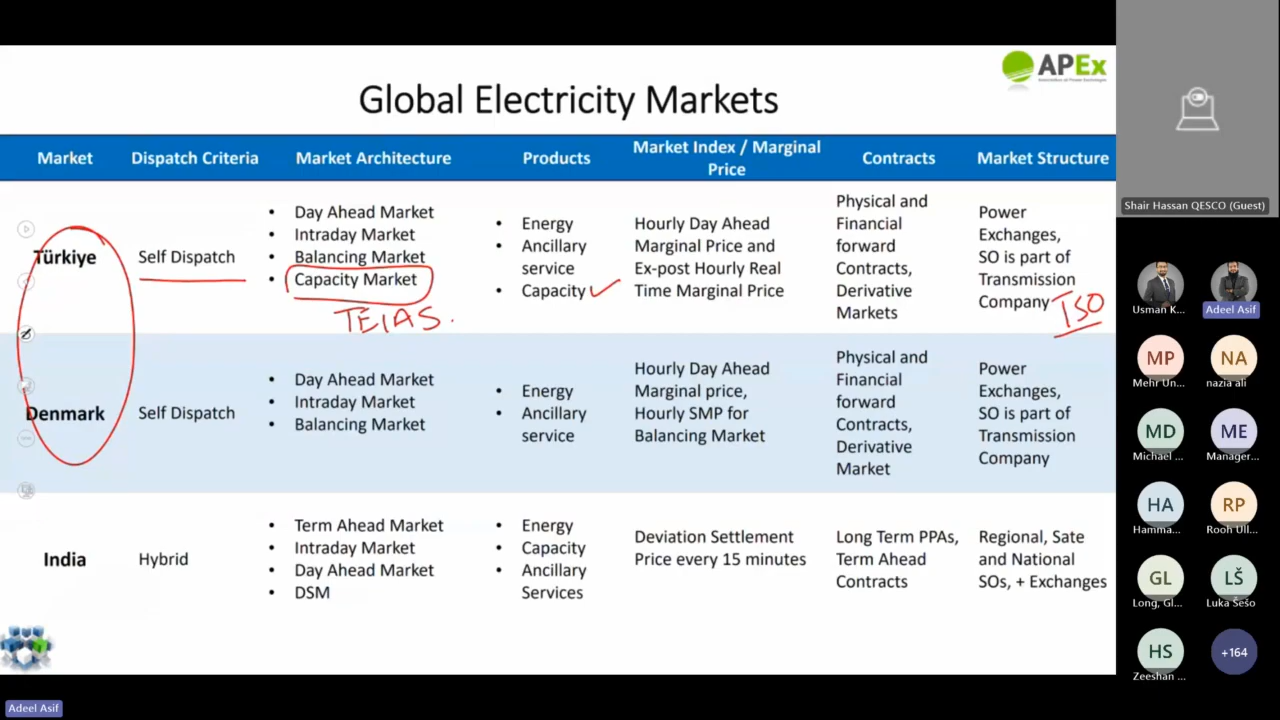 APEx
Global Electricity Markets
Market
Dispatch Criteria
Market Architecture
Products
Market Index / Marginal
Price
Contracts
Market Structure
Türkiye
Self Dispatch
• Day Ahead Market
• Intraday Market
• Balancing Market
• Capacity Market
TEIAS.
• Energy
• Ancillary
service
• Capacity
Hourly Day Ahead
Marginal Price and
Ex-post Hourly Real
Time Marginal Price
Physical and
Financial
forward
Contracts,
Derivative
Markets
Power
Exchanges,
SO is part of
Transmission
Company
TSO
Denmark
Self Dispatch
• Day Ahead Market
• Intraday Market
• Balancing Market
• Energy
• Ancillary
service
Hourly Day Ahead
Marginal price,
Hourly SMP for
Balancing Market
Physical and
Financial
forward
Contracts,
Derivative
Market
Power
Exchanges,
SO is part of
Transmission
Company
India
Hybrid
• Term Ahead Market
• Intraday Market
• Day Ahead Market
• DSM
• Energy
• Capacity
• Ancillary
Services
Deviation Settlement
Price every 15 minutes
Long Term PPAs,
Term Ahead
Contracts
Regional, Sate
and National
SOs, + Exchanges
Adeel Asif
Shair Hassan QESCO (Guest)
Usman K...
Adeel Asif
MP
Mehr Un...
NA
nazia ali
MD
Michael ...
ME
Manager...
HA
Hamma...
RP
Rooh Ull...
GL
Long, Gl...
LŠ
Luka Šešo
HS
Zeeshan ...
+164